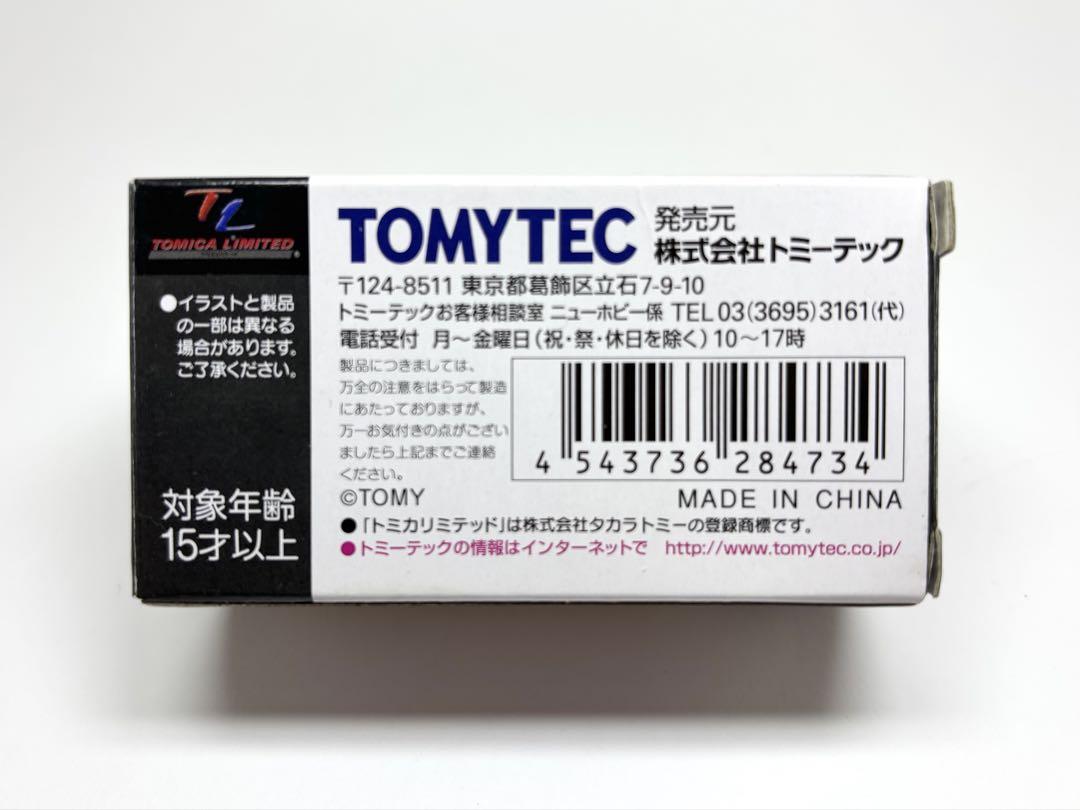 TL
TOMICA LIMITED
●イラストと製品
の一部は異なる
場合があります。
ご了承ください。
対象年齢
15才以上
TOMYTEC 発売元
株式会社トミーテック
〒124-8511 東京都葛飾区立石7-9-10
トミーテックお客様相談室 ニューホビー係 TEL 03(3695)3161(代)
電話受付 月～金曜日(祝・祭・休日を除く)10～17時
製品につきましては、
万全の注意をはらって製造
にあたっておりますが、
万一お気付きの点がござい
ましたら上記までご連絡
ください。
4 543736 284734
©TOMY MADE IN CHINA
●「トミカリミテッド」は株式会社タカラトミーの登録商標です。
●トミーテックの情報はインターネットで http://www.tomytec.co.jp/